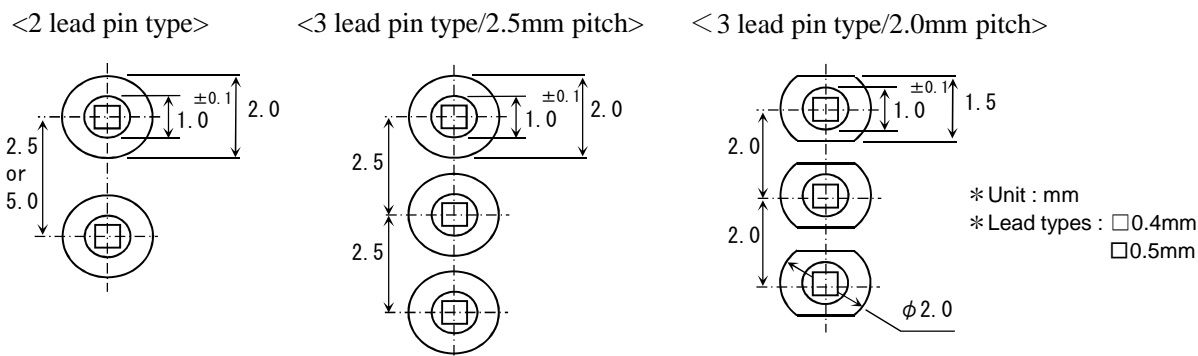 <2 lead pin type>
<3 lead pin type/2.5mm pitch>
＜3 lead pin type/2.0mm pitch>
±0.1
1.0
2.0
2.5
or
5.0
±0.1
1.0
2.0
2.5
2.5
±0.1
1.0
1.5
2.0
2.0
φ2.0
＊Unit : mm
＊Lead types : □0.4mm
□0.5mm